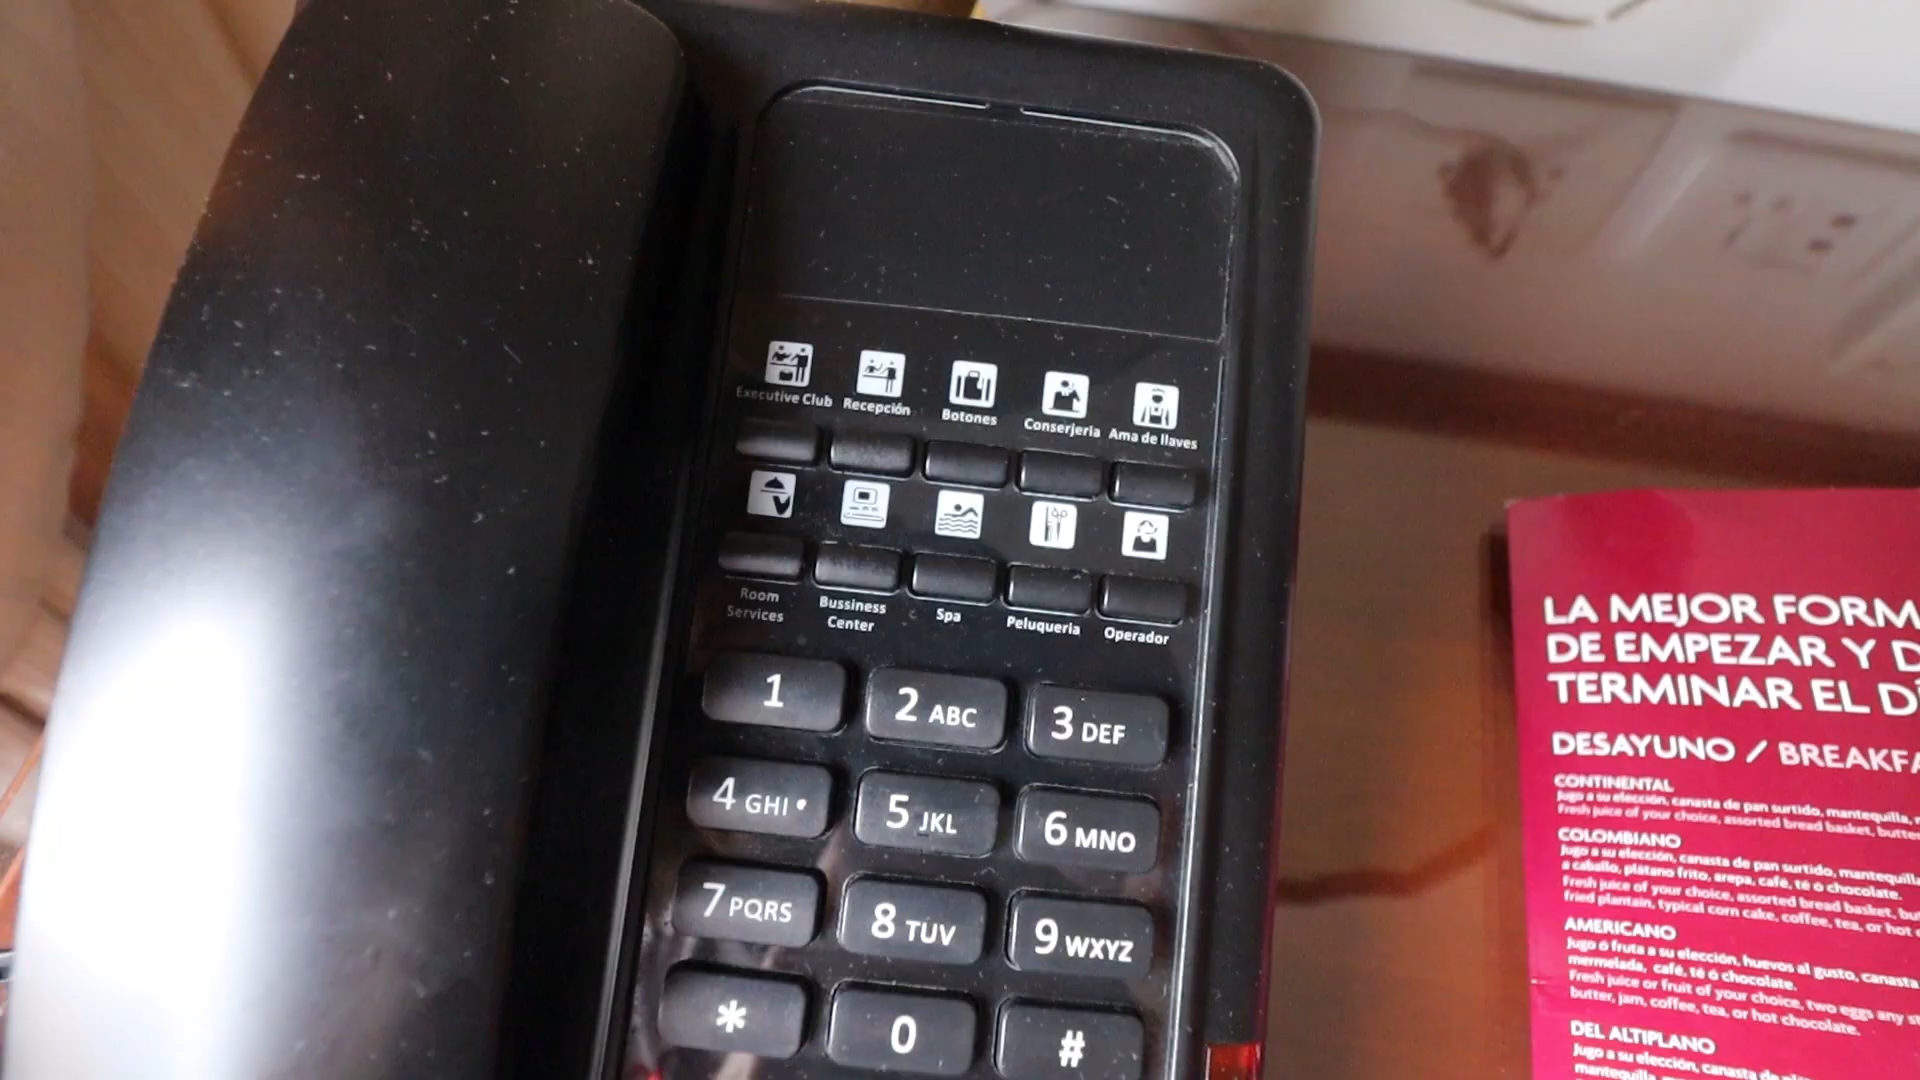 Executive Club
Recepción
Botones
Conserjeria
Ama de llaves
Room
Services
Bussiness
Center
Spa
Peluqueria
Operador
1
2 ABC
3 DEF
4 GHI
5 JKL
6 MNO
7 PQRS
8 TUV
9 WXYZ
*
0
#
LA MEJOR FORM
DE EMPEZAR Y D
TERMINAR EL DÍ
DESAYUNO / BREAKFA
CONTINENTAL
Jugo a su elección, canasta de pan surtido, mantequilla,
Fresh juice of your choice, assorted bread basket, butter
COLOMBIANO
Jugo a su elección, canasta de pan surtido, mantequilla
a caballo, plátano frito, arepa, café, té ó chocolate.
Fresh juice of your choice, assorted bread basket, bu
fried plantain, typical corn cake, coffee, tea, or hot
AMERICANO
Jugo ó fruta a su elección, huevos al gusto, canasta
mermelada, café, té ó chocolate.
Fresh juice or fruit of your choice, two eggs any s
butter, jam, coffee, tea, or hot chocolate.
DEL ALTIPLANO
Jugo a su elección, canasta de
mantequilla,